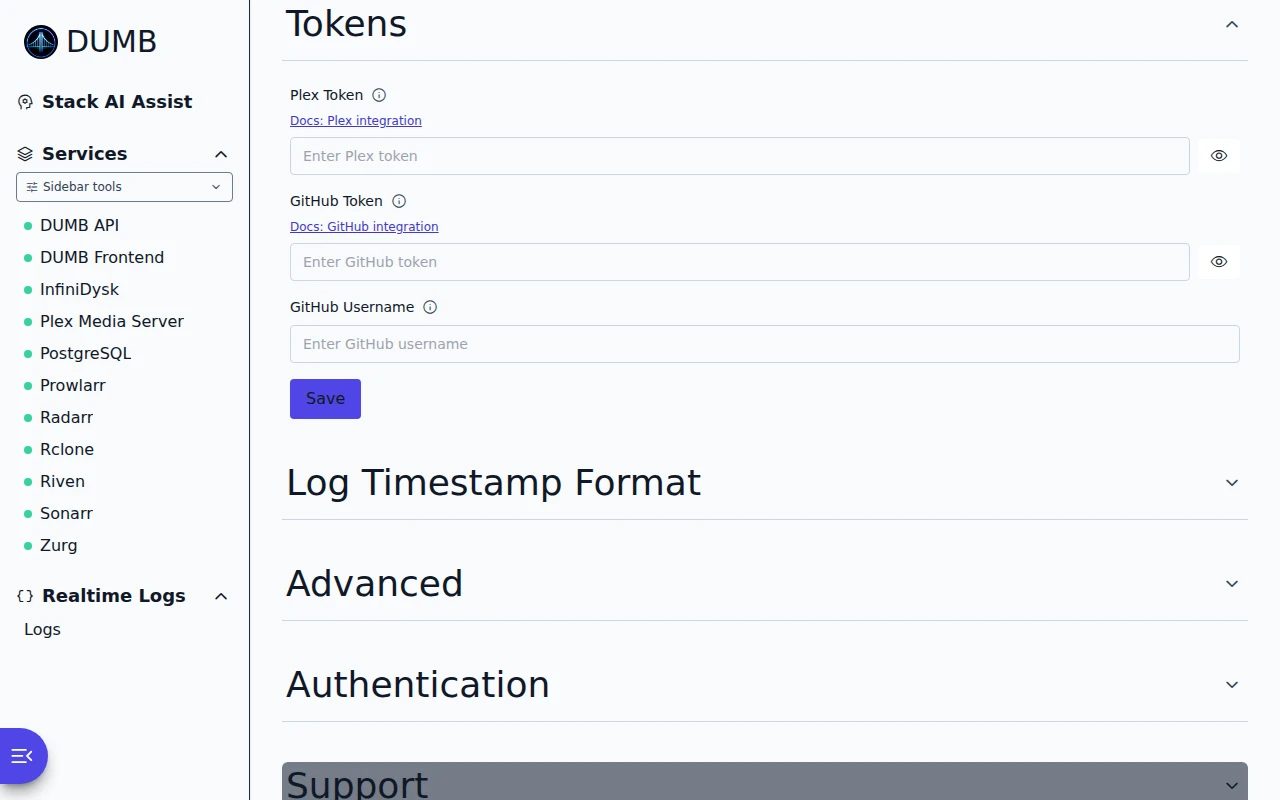 DUMB
Stack AI Assist
Services
Sidebar tools
DUMB API
DUMB Frontend
InfiniDysk
Plex Media Server
PostgreSQL
Prowlarr
Radarr
Rclone
Riven
Sonarr
Zurg
Realtime Logs
Logs
Tokens
Plex Token
Docs: Plex integration
Enter Plex token
GitHub Token
Docs: GitHub integration
Enter GitHub token
GitHub Username
Enter GitHub username
Save
Log Timestamp Format
Advanced
Authentication
Support